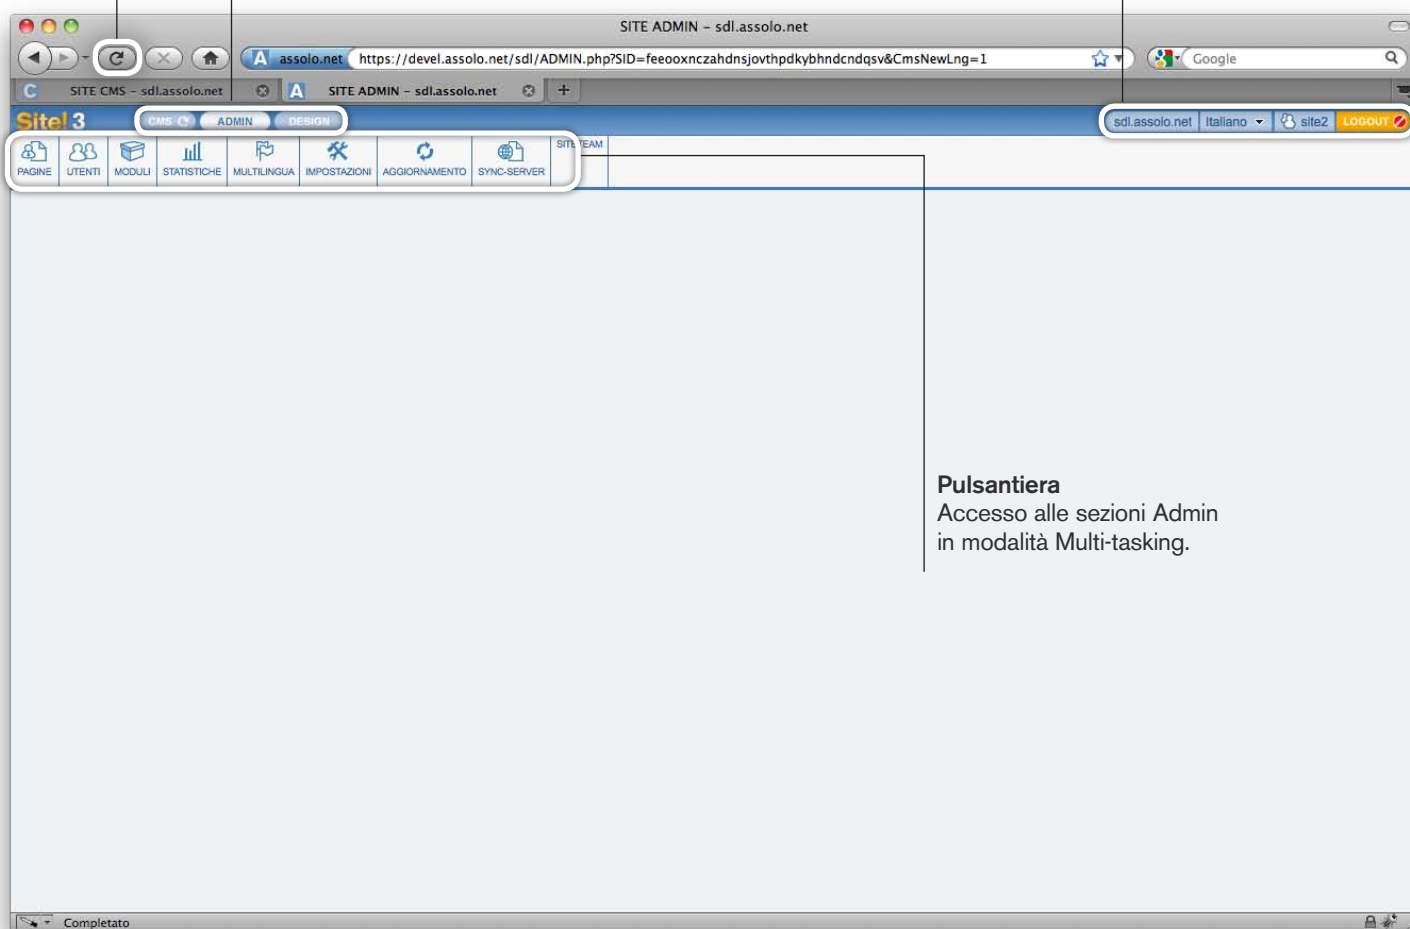 SITE ADMIN – sdl.assolo.net
assolo.net https://devel.assolo.net/sdl/ADMIN.php?SID=feeooxnczahdnsjovthpdkybhndcndqsv&CmsNewLng=1 Google
C SITE CMS – sdl.assolo.net A SITE ADMIN – sdl.assolo.net +
Site! 3 CMS ADMIN DESIGN sdl.assolo.net Italiano site2 LOGOUT
PAGINE UTENTI MODULI STATISTICHE MULTILINGUA IMPOSTAZIONI AGGIORNAMENTO SYNC-SERVER SITE TEAM
Pulsantiera
Accesso alle sezioni Admin
in modalità Multi-tasking.
Completato